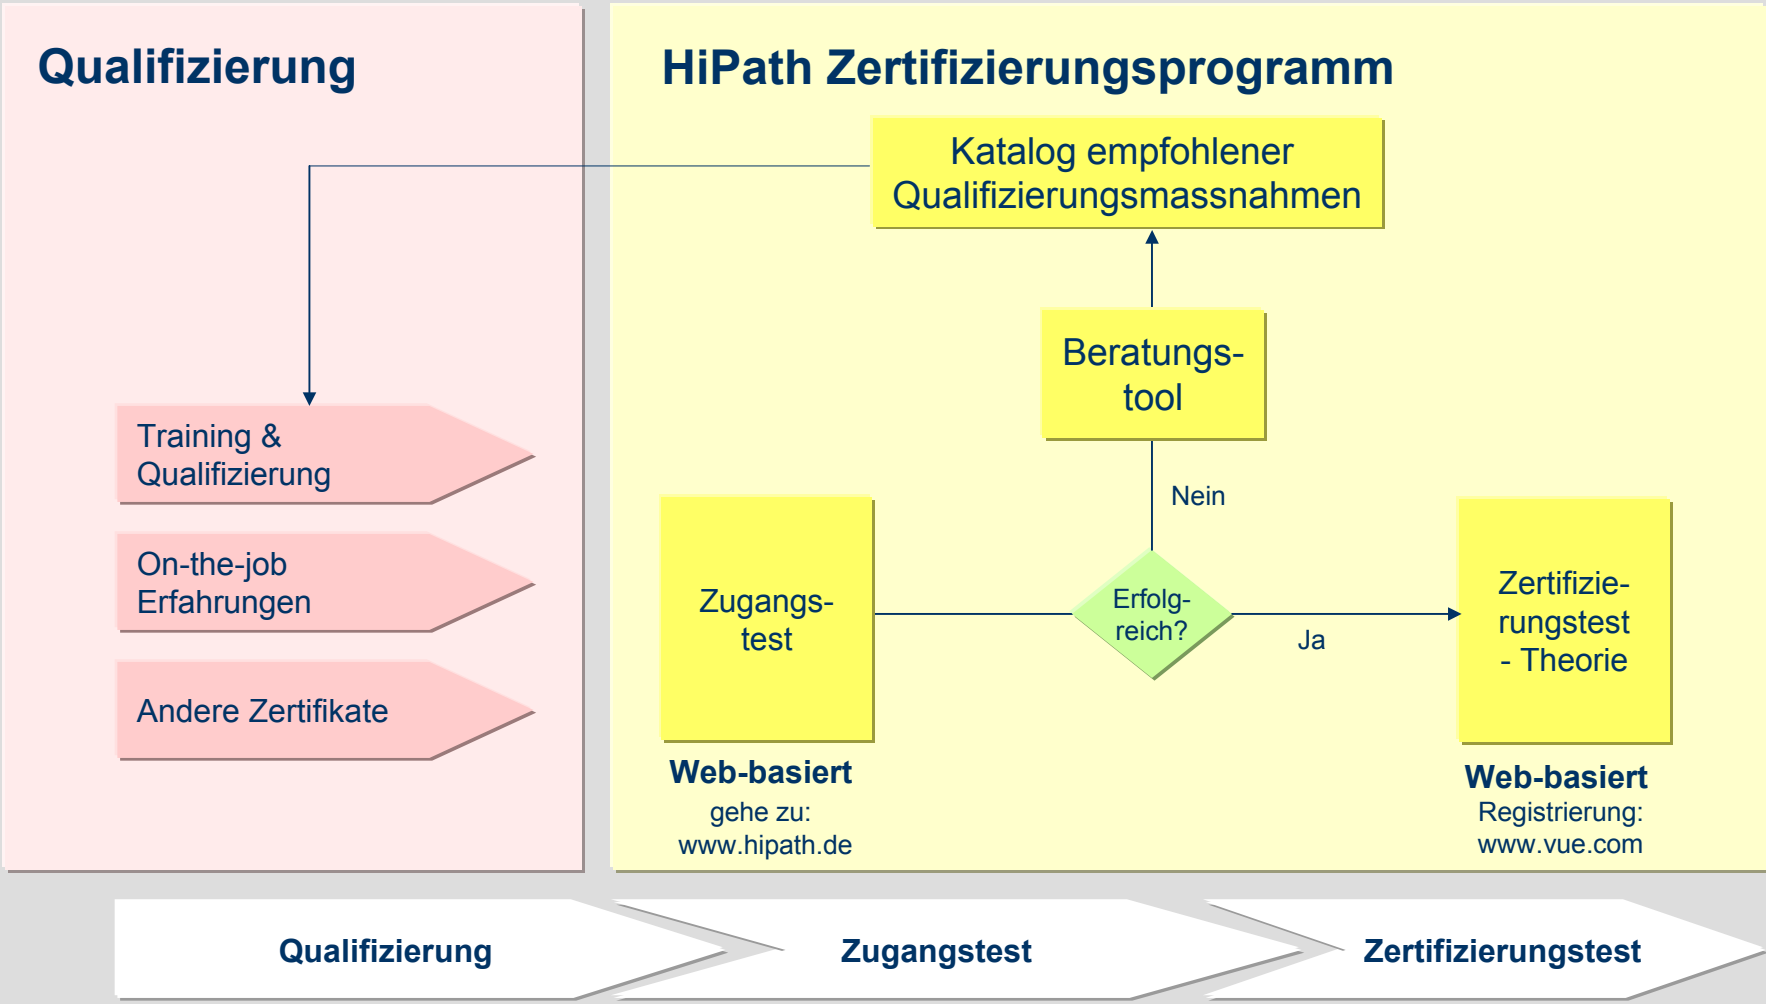 Qualifizierung
HiPath Zertifizierungsprogramm
Katalog empfohlener
Qualifizierungsmassnahmen
Beratungs-
tool
Training &
Qualifizierung
Nein
On-the-job
Erfahrungen
Zugangs-
test
Erfolg-
reich?
Ja
Zertifizie-
rungstest
- Theorie
Andere Zertifikate
Web-basiert
gehe zu:
www.hipath.de
Web-basiert
Registrierung:
www.vue.com
Qualifizierung
Zugangstest
Zertifizierungstest